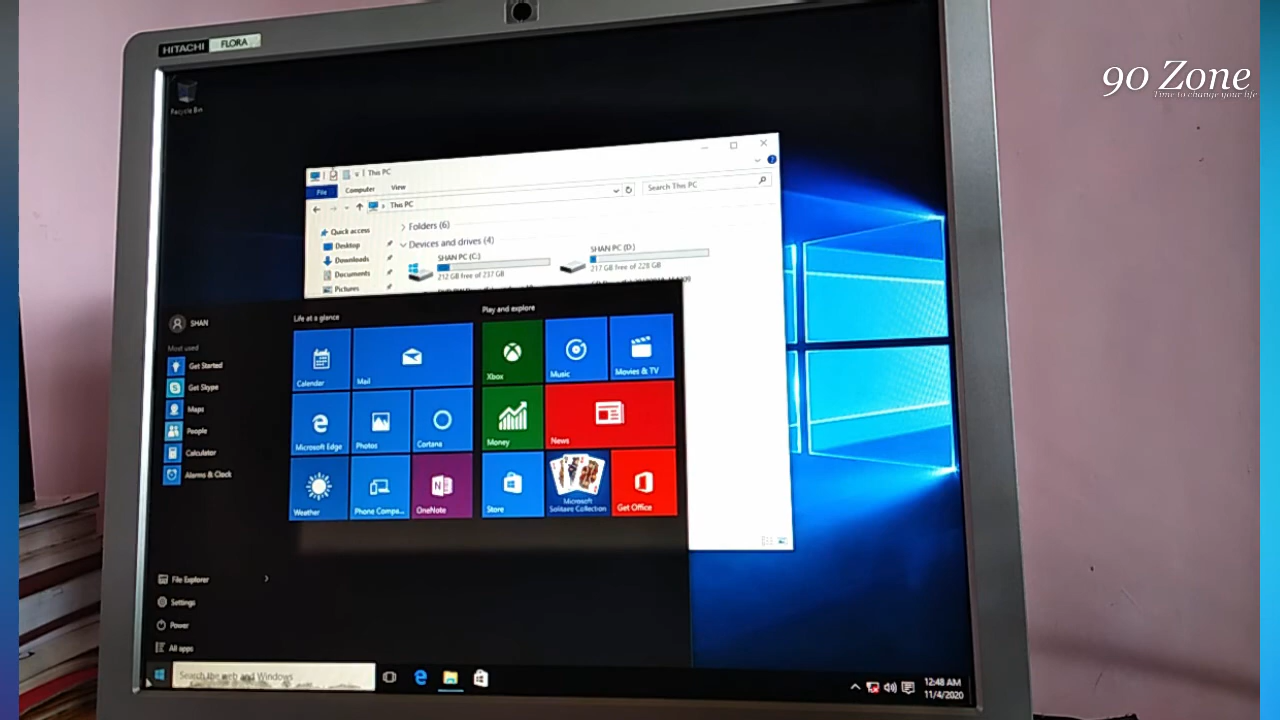 HITACHI FLORA
90 Zone
Time to change your life
Recycle Bin
This PC
File Computer View
This PC
Search This PC
Quick access
Desktop
Downloads
Documents
Pictures
Folders (6)
Devices and drives (4)
SHAN PC (C:)
212 GB free of 237 GB
SHAN PC (D:)
217 GB free of 228 GB
SHAN
Most used
Get Started
Get Skype
Maps
People
Calculator
Alarms & Clock
File Explorer
Settings
Power
All apps
Life at a glance
Calendar
Mail
Microsoft Edge
Photos
Cortana
Weather
Phone Compa...
OneNote
Play and explore
Xbox
Music
Movies & TV
Money
News
Store
Microsoft
Solitaire Collection
Get Office
Search the web and Windows
12:48 AM
11/4/2020